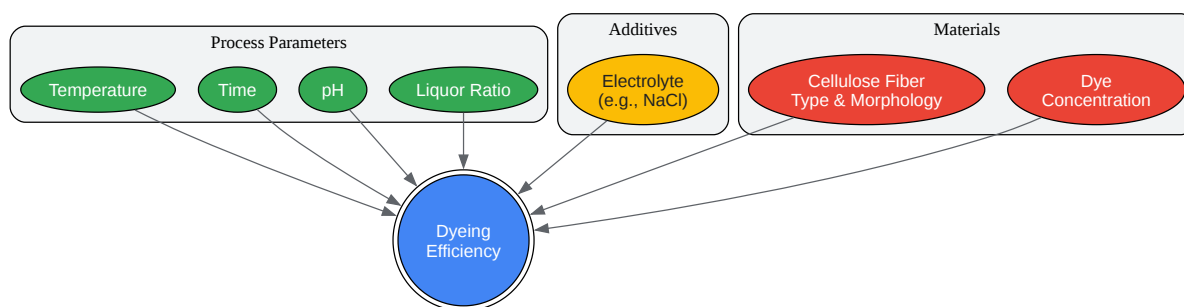 Process Parameters
Additives
Materials
Temperature
Time
pH
Liquor Ratio
Electrolyte
(e.g., NaCl)
Cellulose Fiber
Type & Morphology
Dye
Concentration
Dyeing
Efficiency